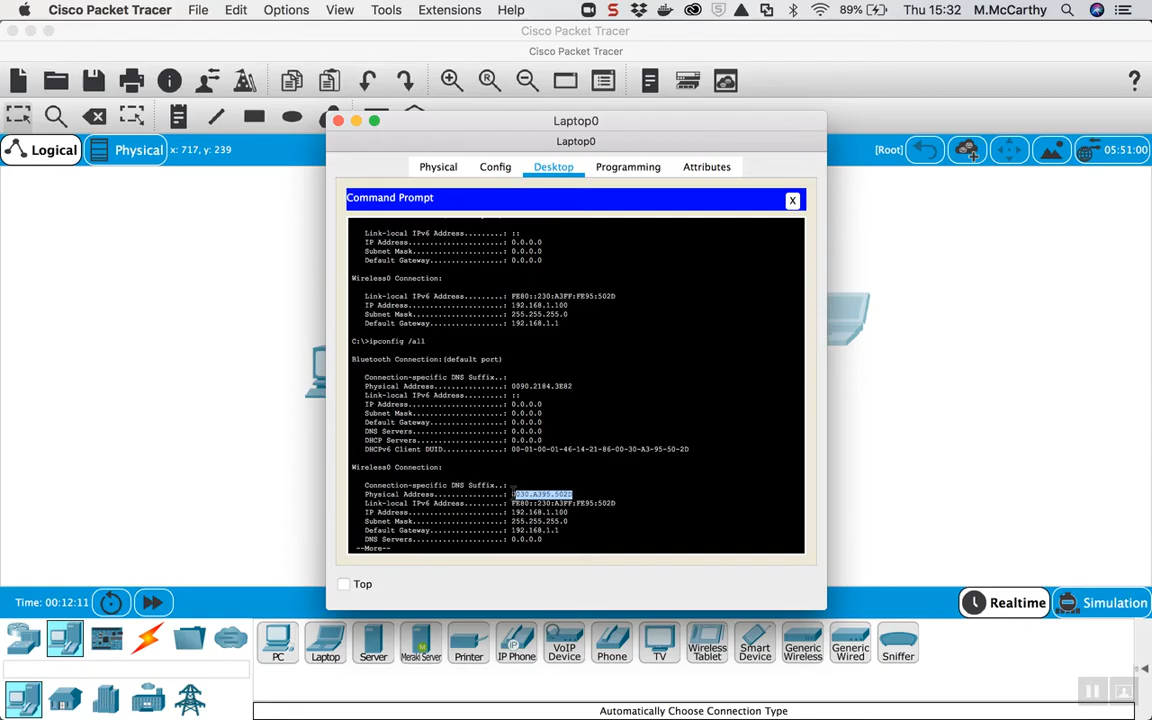 Cisco Packet Tracer File Edit Options View Tools Extensions Help 89% Thu 15:32 M.McCarthy
Cisco Packet Tracer
Cisco Packet Tracer
Logical Physical x: 717, y: 239 [Root] 05:51:00
Laptop0
Laptop0
Physical Config Desktop Programming Attributes
Command Prompt X
Link-local IPv6 Address.........: ::
IP Address......................: 0.0.0.0
Subnet Mask.....................: 0.0.0.0
Default Gateway.................: 0.0.0.0
Wireless0 Connection:
Link-local IPv6 Address.........: FE80::230:A3FF:FE95:502D
IP Address......................: 192.168.1.100
Subnet Mask.....................: 255.255.255.0
Default Gateway.................: 192.168.1.1
C:\>ipconfig /all
Bluetooth Connection:(default port)
Connection-specific DNS Suffix..:
Physical Address................: 0090.2184.3E82
Link-local IPv6 Address.........: ::
IP Address......................: 0.0.0.0
Subnet Mask.....................: 0.0.0.0
Default Gateway.................: 0.0.0.0
DNS Servers.....................: 0.0.0.0
DHCP Servers....................: 0.0.0.0
DHCPv6 Client DUID..............: 00-01-00-01-46-14-21-86-00-30-A3-95-50-2D
Wireless0 Connection:
Connection-specific DNS Suffix..:
Physical Address................: 0030.A395.502D
Link-local IPv6 Address.........: FE80::230:A3FF:FE95:502D
IP Address......................: 192.168.1.100
Subnet Mask.....................: 255.255.255.0
Default Gateway.................: 192.168.1.1
DNS Servers.....................: 0.0.0.0
--More--
Top
Time: 00:12:11 Realtime Simulation
PC Laptop Server Meraki Server Printer IP Phone VoIP Device Phone TV Wireless Tablet Smart Device Generic Wireless Generic Wired Sniffer
Automatically Choose Connection Type